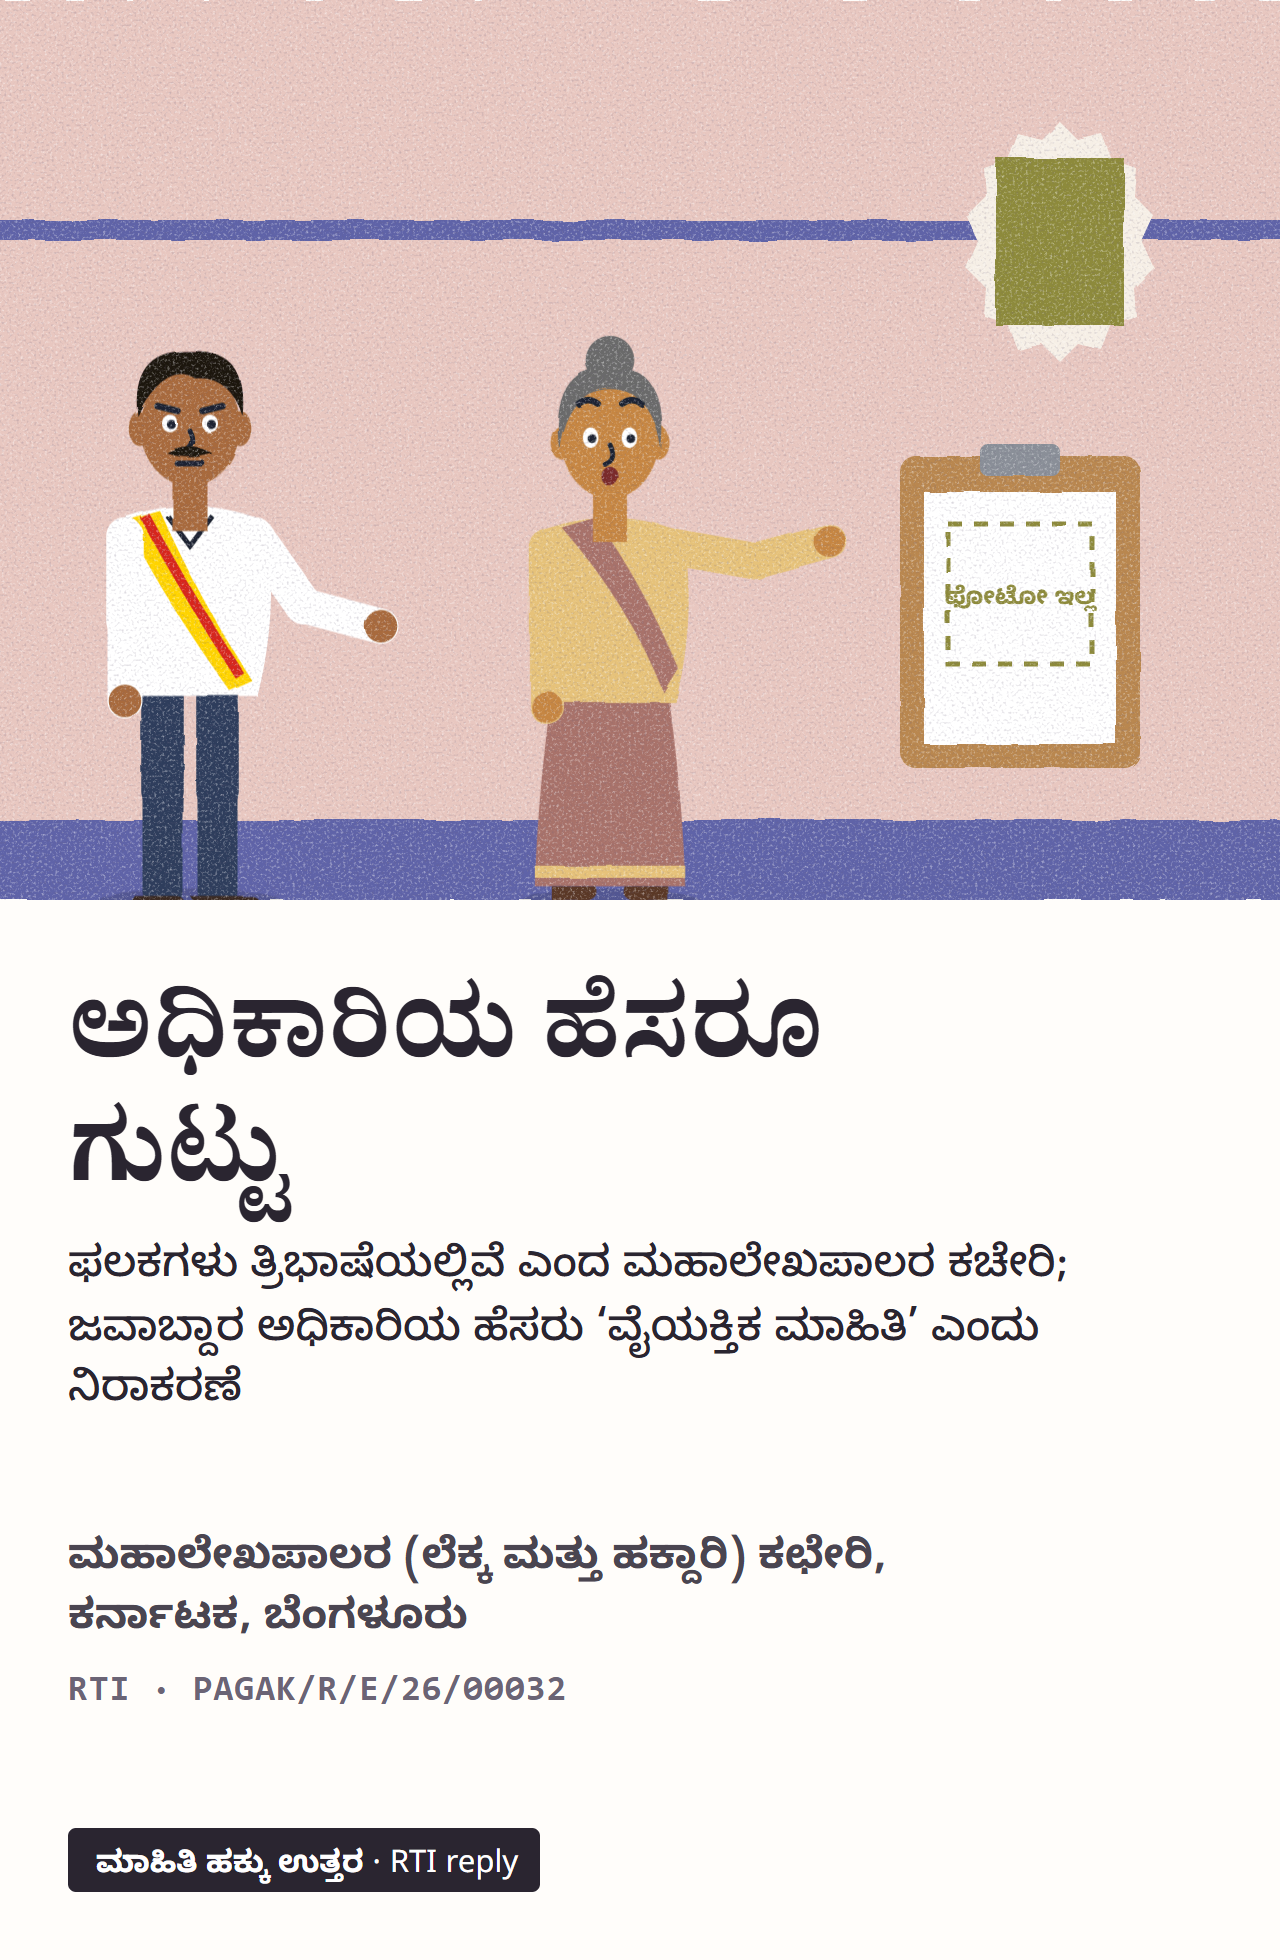 ಫೋಟೋ ಇಲ್ಲ
ಅಧಿಕಾರಿಯ ಹೆಸರೂ
ಗುಟ್ಟು
ಫಲಕಗಳು ತ್ರಿಭಾಷೆಯಲ್ಲಿವೆ ಎಂದ ಮಹಾಲೇಖಪಾಲರ ಕಚೇರಿ;
ಜವಾಬ್ದಾರ ಅಧಿಕಾರಿಯ ಹೆಸರು ‘ವೈಯಕ್ತಿಕ ಮಾಹಿತಿ’ ಎಂದು
ನಿರಾಕರಣೆ
ಮಹಾಲೇಖಪಾಲರ (ಲೆಕ್ಕ ಮತ್ತು ಹಕ್ದಾರಿ) ಕಛೇರಿ,
ಕರ್ನಾಟಕ, ಬೆಂಗಳೂರು
RTI · PAGAK/R/E/26/00032
ಮಾಹಿತಿ ಹಕ್ಕು ಉತ್ತರ · RTI reply